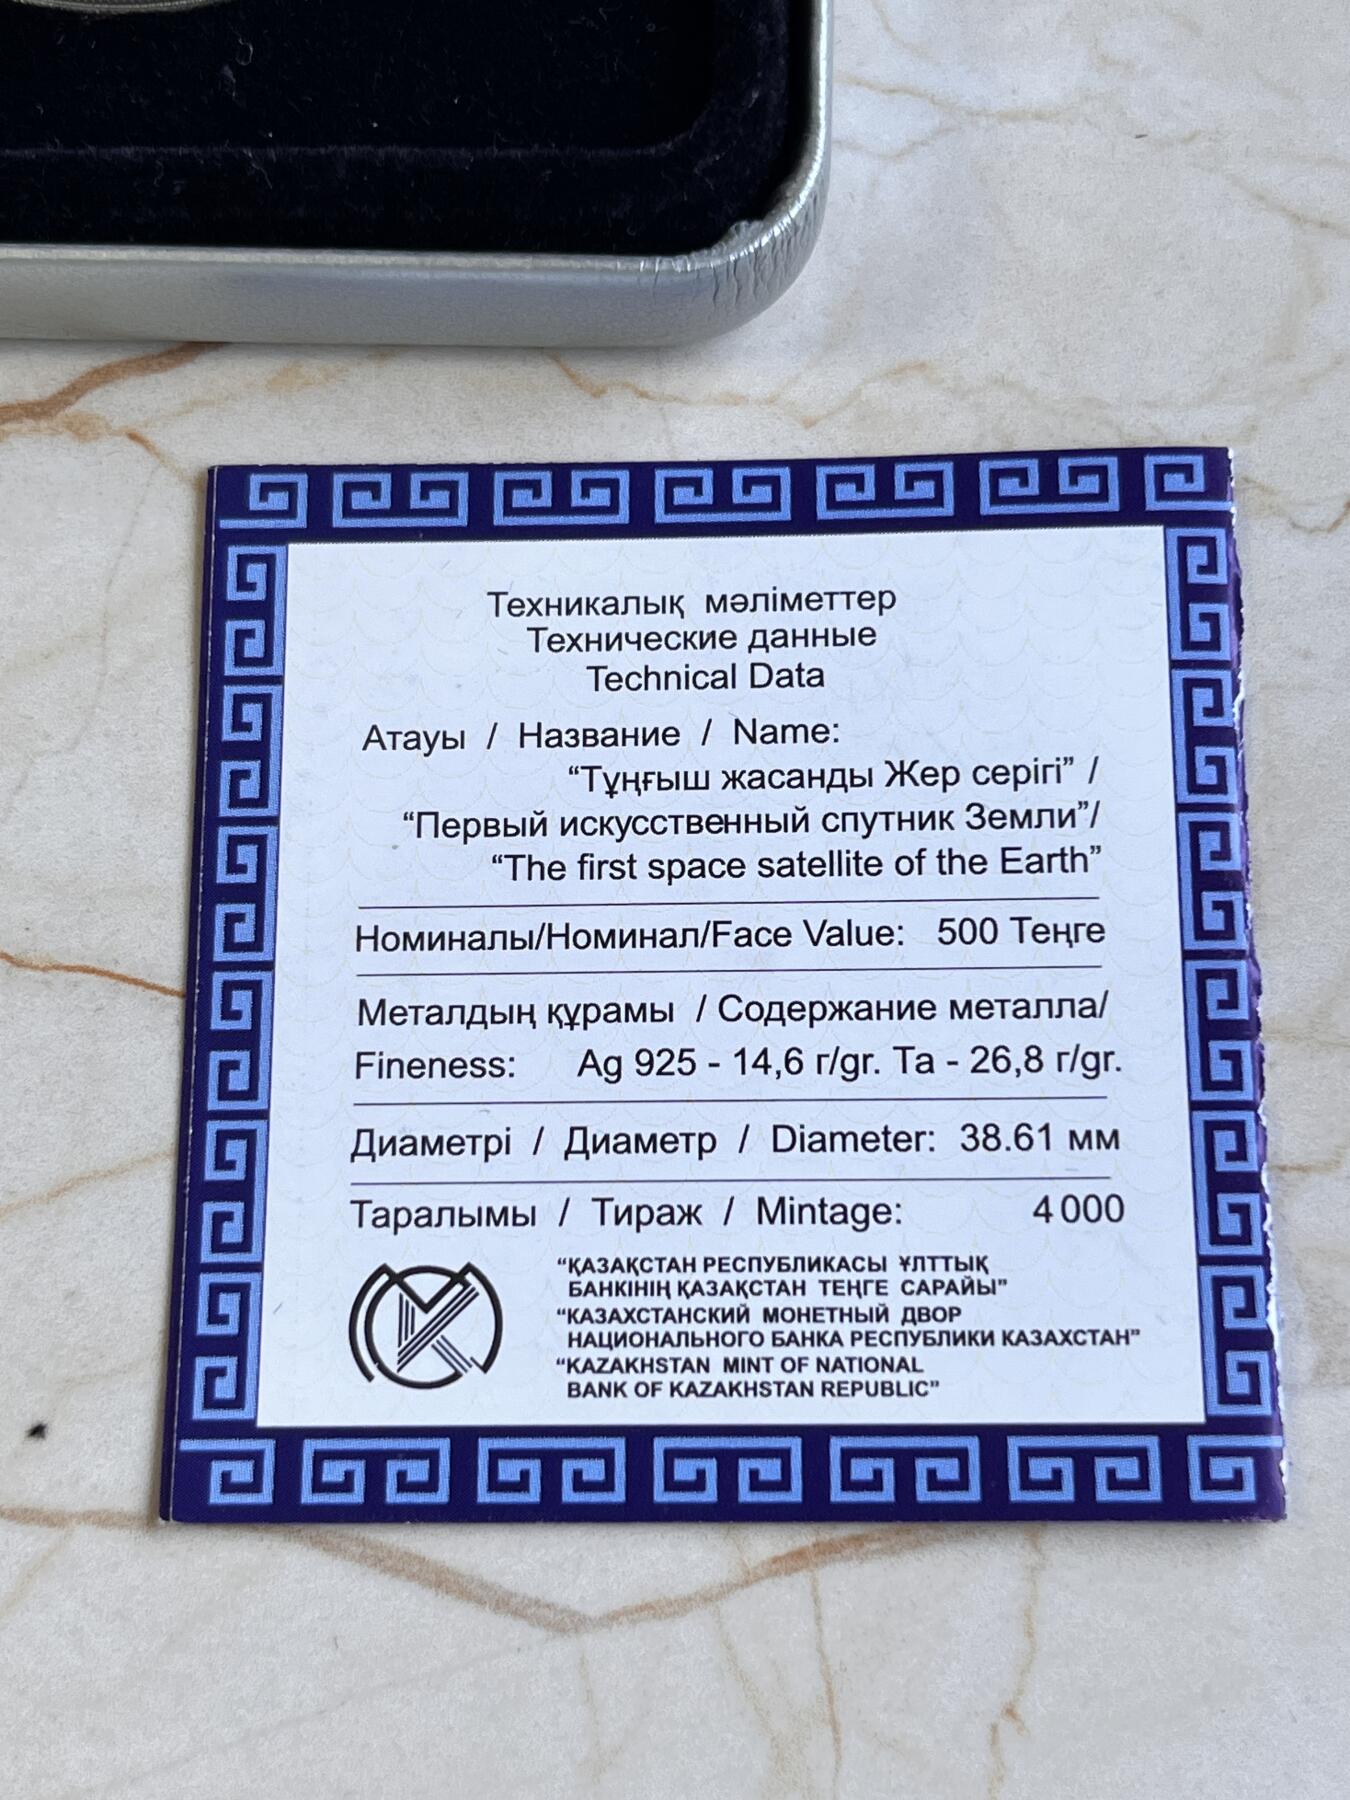 Техникалық мәліметтер
Технические данные
Technical Data
Атауы / Название / Name:
“Тұңғыш жасанды Жер серігі” /
“Первый искусственный спутник Земли”/
“The first space satellite of the Earth”
Номиналы/Номинал/Face Value: 500 Теңге
Металдың құрамы / Содержание металла/
Fineness: Ag 925 - 14,6 г/gr. Ta - 26,8 г/gr.
Диаметрі / Диаметр / Diameter: 38.61 мм
Таралымы / Тираж / Mintage: 4 000
“ҚАЗАҚСТАН РЕСПУБЛИКАСЫ ҰЛТТЫҚ
БАНКІНІҢ ҚАЗАҚСТАН ТЕҢГЕ САРАЙЫ”
“КАЗАХСТАНСКИЙ МОНЕТНЫЙ ДВОР
НАЦИОНАЛЬНОГО БАНКА РЕСПУБЛИКИ КАЗАХСТАН”
“KAZAKHSTAN MINT OF NATIONAL
BANK OF KAZAKHSTAN REPUBLIC”